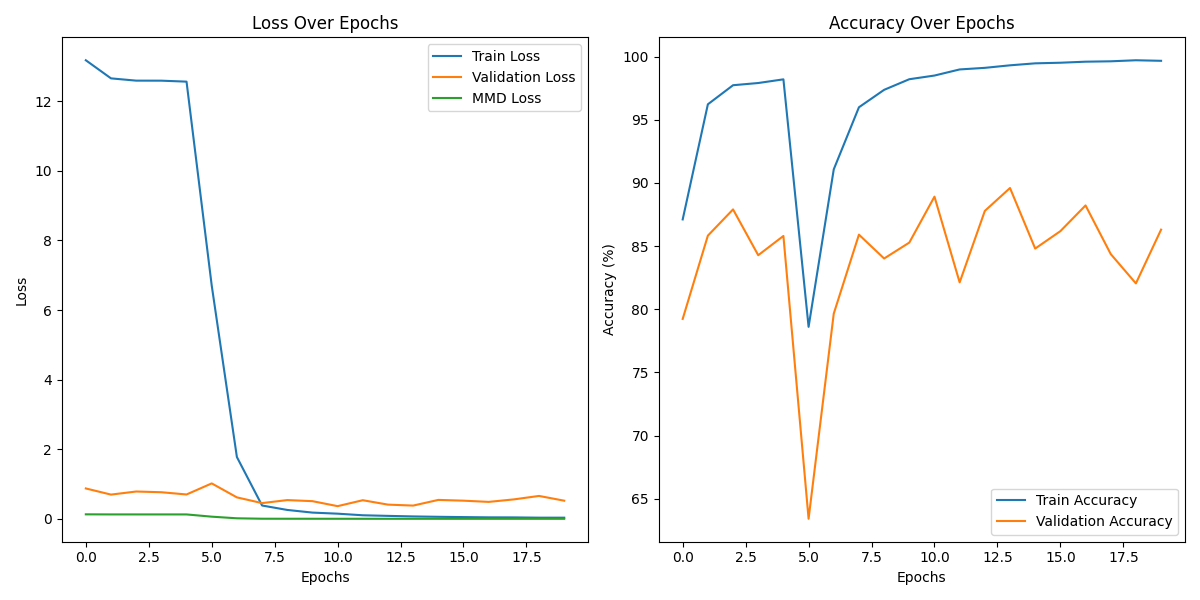 Loss Over Epochs
Train Loss
Validation Loss
MMD Loss
12
10
8
6
4
2
0
Loss
0.0 2.5 5.0 7.5 10.0 12.5 15.0 17.5
Epochs
Accuracy Over Epochs
100
95
90
85
80
75
70
65
Accuracy (%)
Train Accuracy
Validation Accuracy
0.0 2.5 5.0 7.5 10.0 12.5 15.0 17.5
Epochs